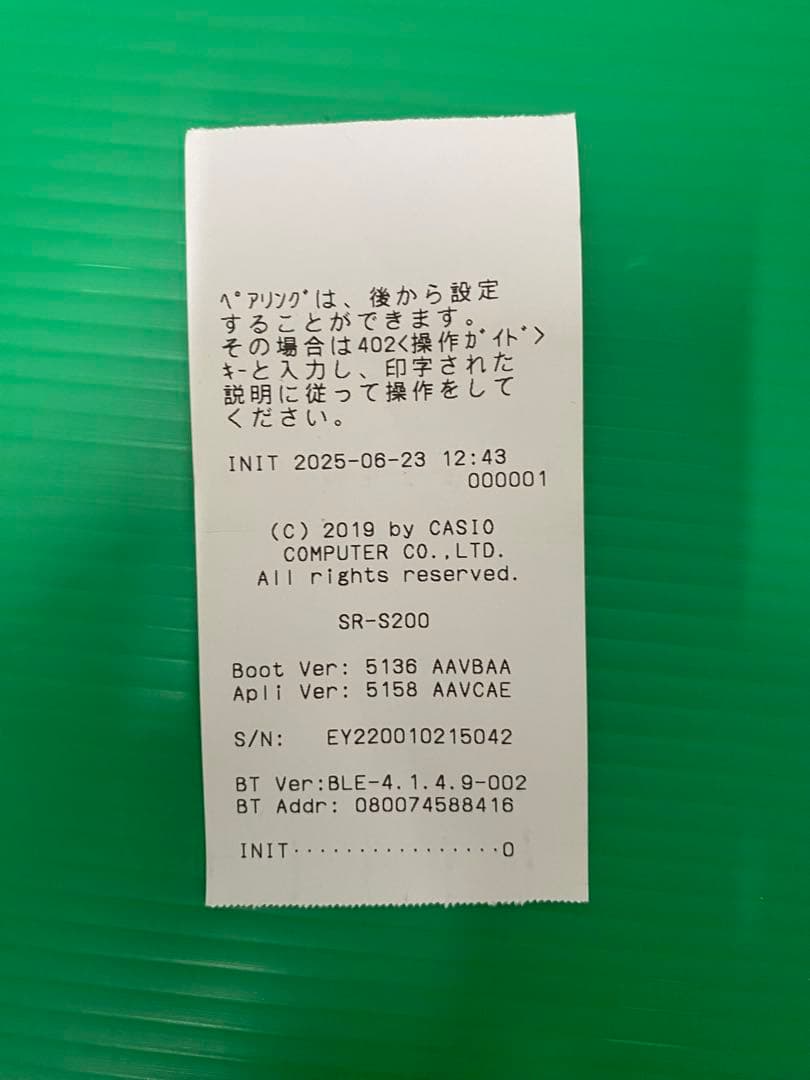 ﾍﾟｱﾘﾝｸﾞは、後から設定
することができます。
その場合は402<操作ｶﾞｲﾄﾞ>
ｷｰと入力し、印字された
説明に従って操作をして
ください。
INIT 2025-06-23 12:43
000001
(C) 2019 by CASIO
COMPUTER CO.,LTD.
All rights reserved.
SR-S200
Boot Ver: 5136 AAVBAA
Apli Ver: 5158 AAVCAE
S/N: EY220010215042
BT Ver:BLE-4.1.4.9-002
BT Addr: 080074588416
INIT················0